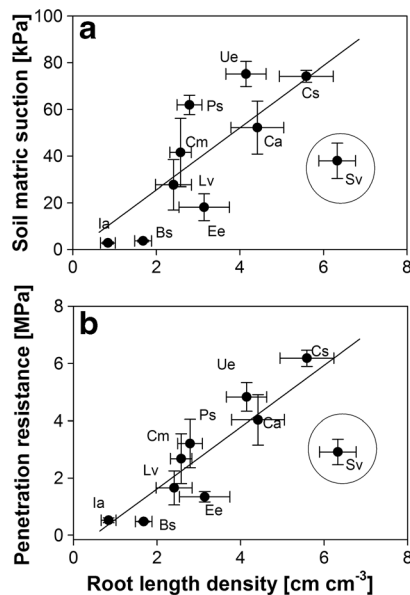 a
Soil matric suction [kPa]
100
80
60
40
20
0
Ue
Cs
Ps
Cm
Ca
Lv
Sv
Ia
Bs
Ee
0
2
4
6
8
b
Penetration resistance [MPa]
8
6
4
2
0
Cs
Ue
Ps
Cm
Ca
Lv
Sv
Ia
Bs
Ee
0
2
4
6
8
Root length density [cm cm⁻³]